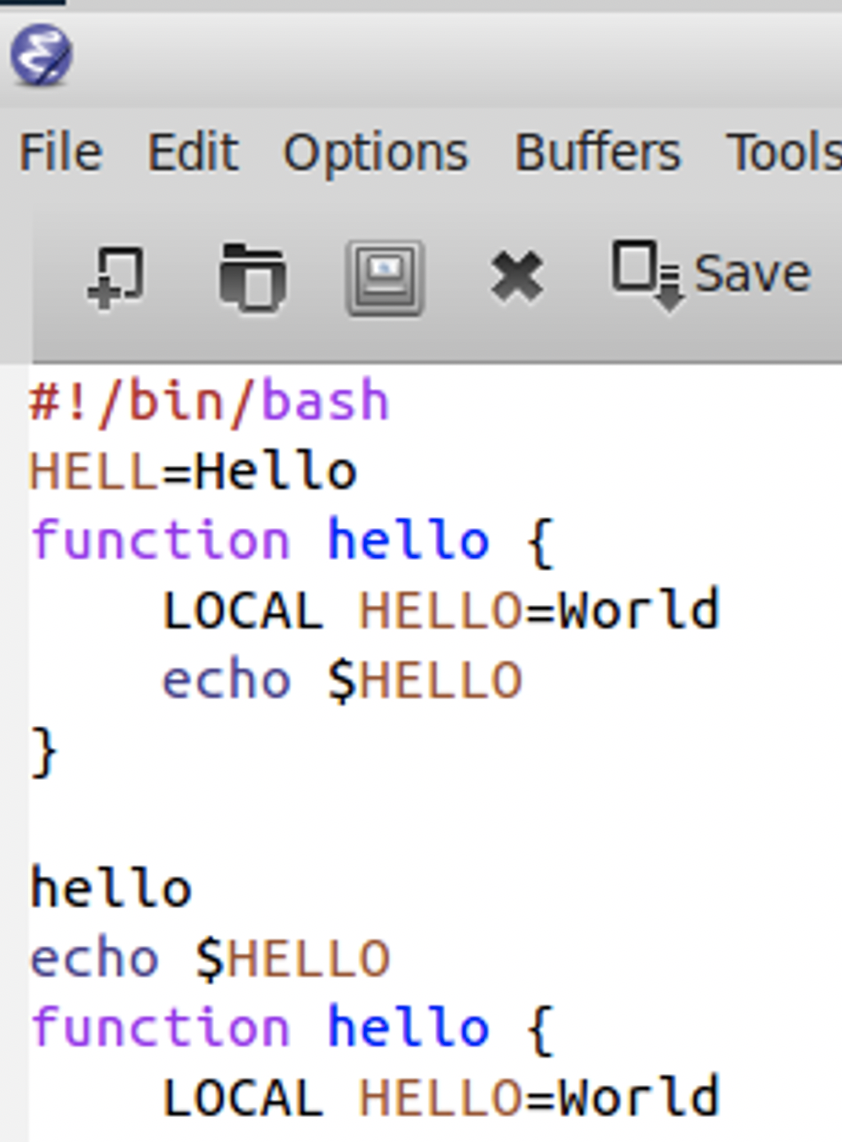 File Edit Options Buffers Tools
Save
#!/bin/bash
HELL=Hello
function hello {
    LOCAL HELLO=World
    echo $HELLO
}

hello
echo $HELLO
function hello {
    LOCAL HELLO=World